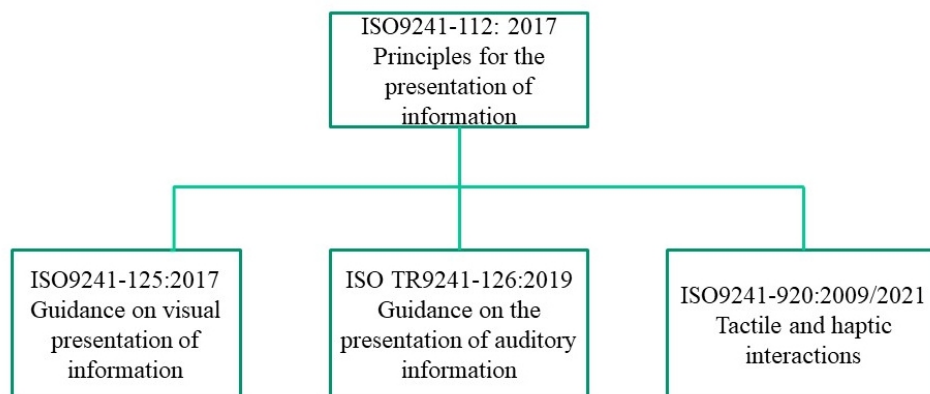 ISO9241-112: 2017
Principles for the
presentation of
information
ISO9241-125:2017
Guidance on visual
presentation of
information
ISO TR9241-126:2019
Guidance on the
presentation of auditory
information
ISO9241-920:2009/2021
Tactile and haptic
interactions